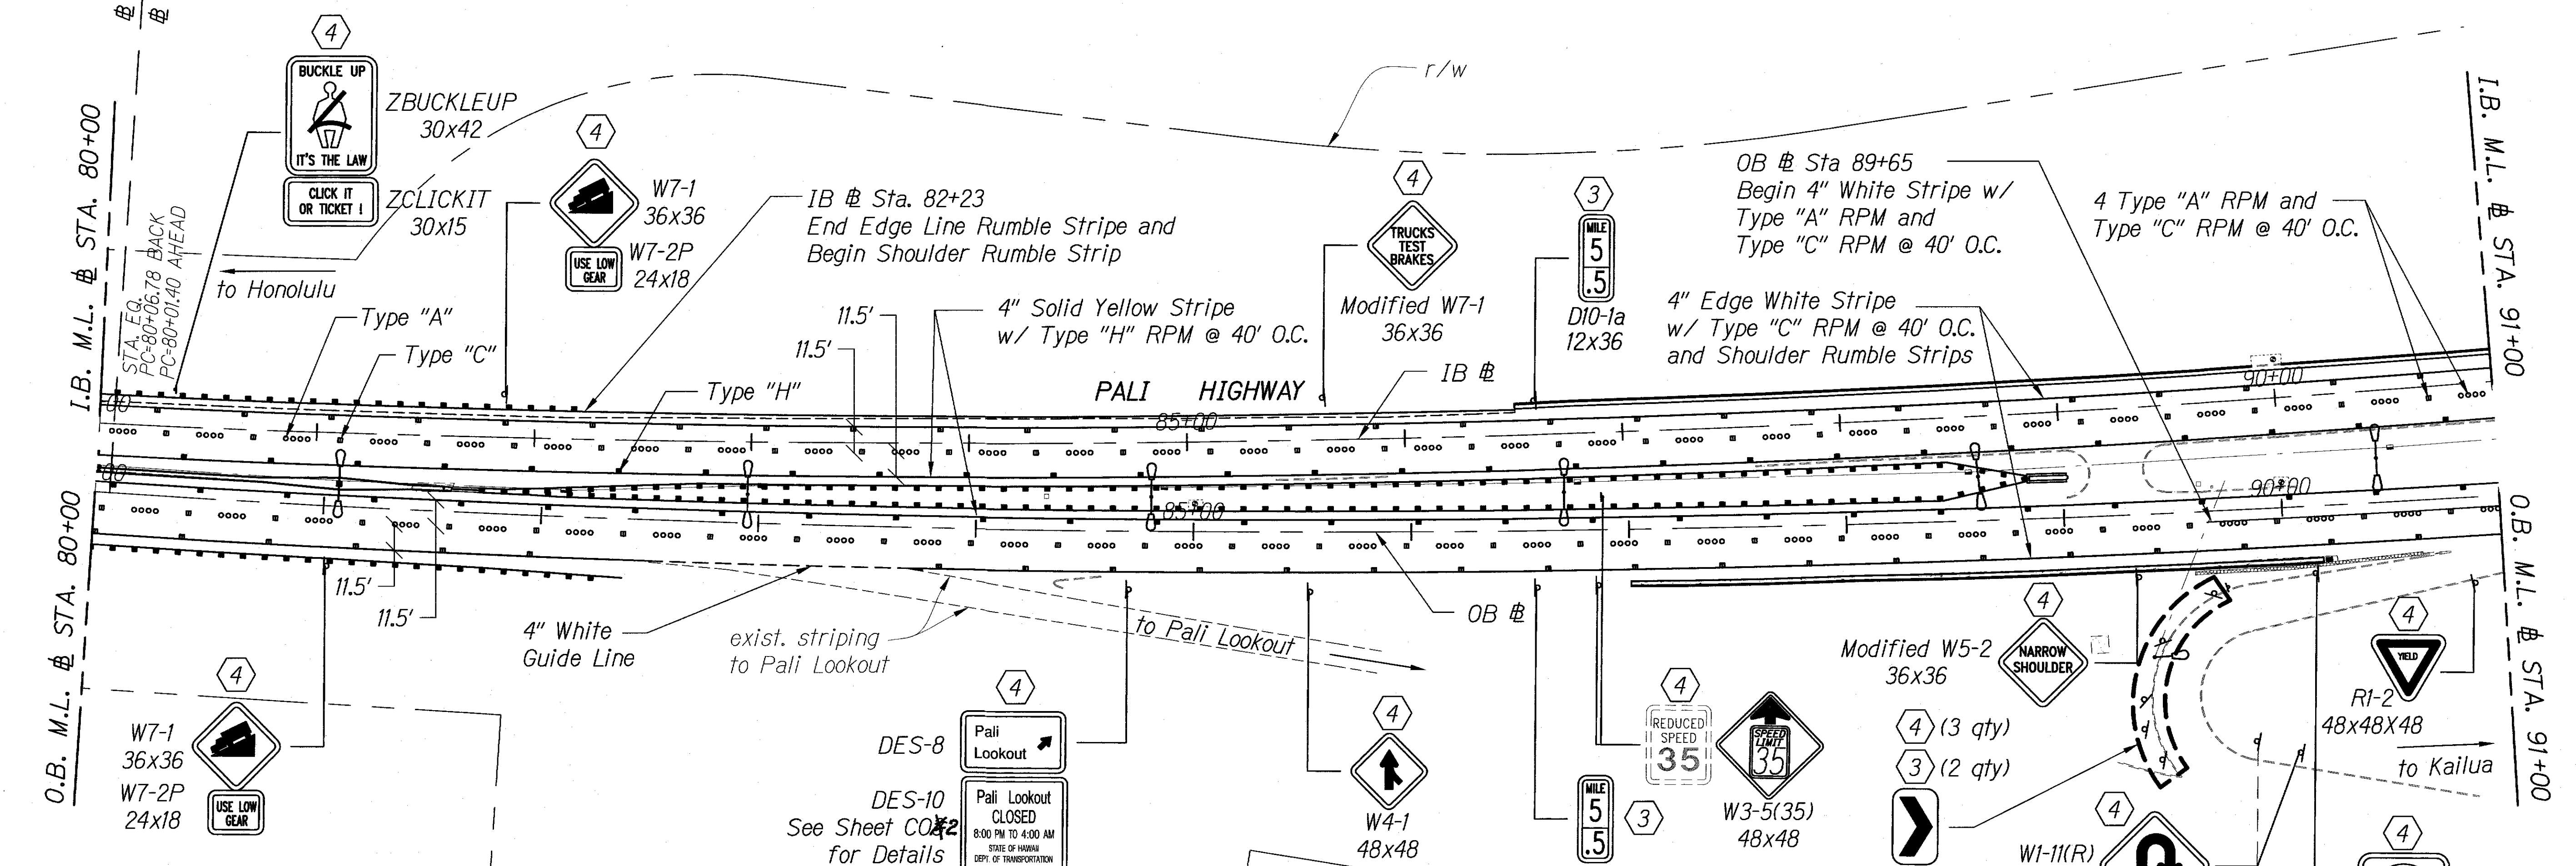 I.B. M.L. ℄ STA. 80+00
STA. EQ.
PC=80+06.78 BACK
PC=80+01.40 AHEAD
4
BUCKLE UP
IT'S THE LAW
CLICK IT
OR TICKET !
ZBUCKLEUP
30x42
ZCLICKIT
30x15
to Honolulu
Type "A"
Type "C"
4
W7-1
36x36
USE LOW
GEAR
W7-2P
24x18
IB ℄ Sta. 82+23
End Edge Line Rumble Stripe and
Begin Shoulder Rumble Strip
Type "H"
11.5'
11.5'
4" Solid Yellow Stripe
w/ Type "H" RPM @ 40' O.C.
r/w
4
TRUCKS
TEST
BRAKES
Modified W7-1
36x36
PALI HIGHWAY
IB ℄
3
MILE
5
.5
D10-1a
12x36
OB ℄ Sta 89+65
Begin 4" White Stripe w/
Type "A" RPM and
Type "C" RPM @ 40' O.C.
4" Edge White Stripe
w/ Type "C" RPM @ 40' O.C.
and Shoulder Rumble Strips
4 Type "A" RPM and
Type "C" RPM @ 40' O.C.
I.B. M.L. ℄ STA. 91+00
00
85+00
90+00
00
85+00
90+00
O.B. M.L. ℄ STA. 80+00
11.5'
11.5'
4" White
Guide Line
exist. striping
to Pali Lookout
to Pali Lookout
OB ℄
4
W7-1
36x36
W7-2P
24x18
USE LOW
GEAR
4
DES-8
Pali
Lookout
DES-10
See Sheet CO 2
for Details
Pali Lookout
CLOSED
8:00 PM TO 4:00 AM
STATE OF HAWAII
DEPT. OF TRANSPORTATION
4
W4-1
48x48
MILE
5
.5
3
4
REDUCED
SPEED
35
SPEED
LIMIT
35
W3-5(35)
48x48
4
Modified W5-2
36x36
NARROW
SHOULDER
4 (3 qty)
3 (2 qty)
4
W1-11(R)
4
YIELD
R1-2
48x48X48
to Kailua
4
O.B. M.L. ℄ STA. 91+00